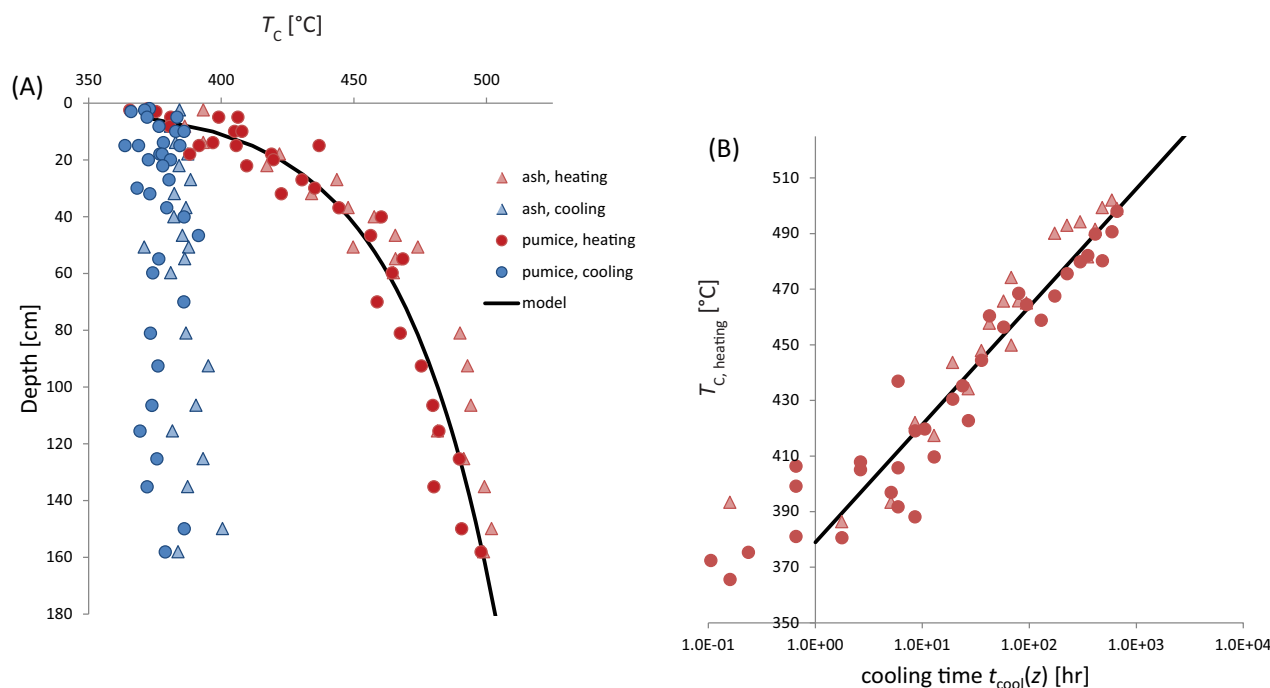 T_C [°C]
(A)
350 400 450 500
0
20
40
60
80
100
120
140
160
180
Depth [cm]
ash, heating
ash, cooling
pumice, heating
pumice, cooling
model
(B)
T_C, heating [°C]
510
490
470
450
430
410
390
370
350
1.0E-01 1.0E+00 1.0E+01 1.0E+02 1.0E+03 1.0E+04
cooling time t_cool(z) [hr]